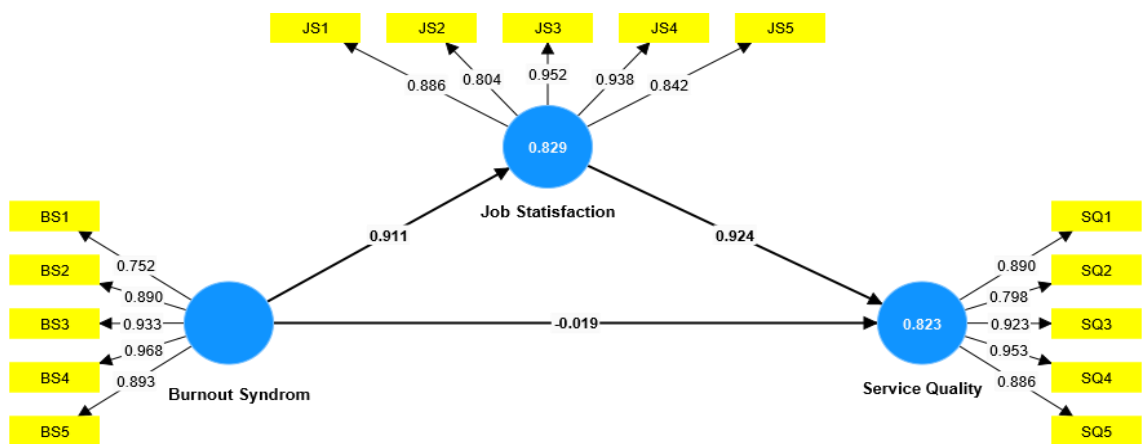 JS1 JS2 JS3 JS4 JS5
0.886 0.804 0.952 0.938 0.842
0.829
Job Statisfaction
BS1
BS2
BS3
BS4
BS5
0.752
0.890
0.933
0.968
0.893
Burnout Syndrom
0.911
0.924
-0.019
0.823
Service Quality
0.890
0.798
0.923
0.953
0.886
SQ1
SQ2
SQ3
SQ4
SQ5